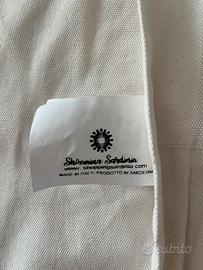 Shopping Sardinia
www.shoppingsardinia.com
MADE IN ITALY: PRODOTTO IN SARDEGNA
subito